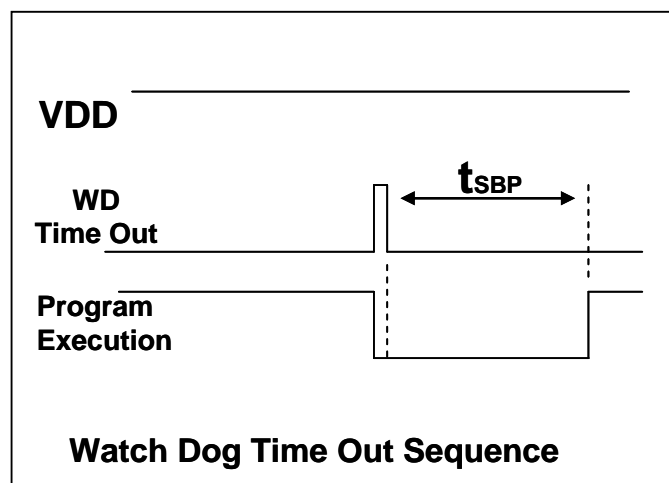 VDD
tSBP
WD
Time Out
Program
Execution
Watch Dog Time Out Sequence